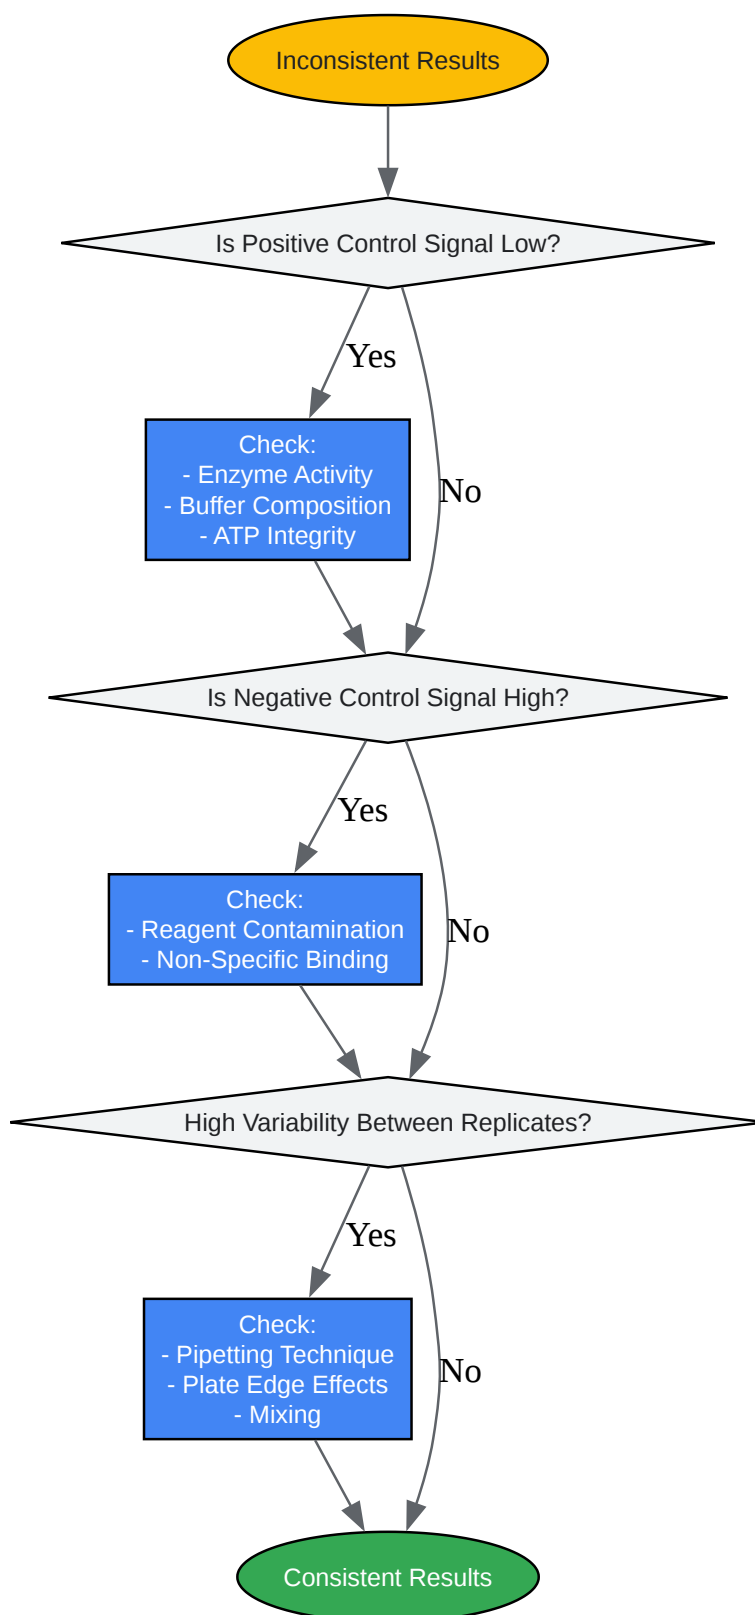 Inconsistent Results
Is Positive Control Signal Low?
Yes
Check:
- Enzyme Activity
- Buffer Composition
- ATP Integrity
No
Is Negative Control Signal High?
Yes
Check:
- Reagent Contamination
- Non-Specific Binding
No
High Variability Between Replicates?
Yes
Check:
- Pipetting Technique
- Plate Edge Effects
- Mixing
No
Consistent Results